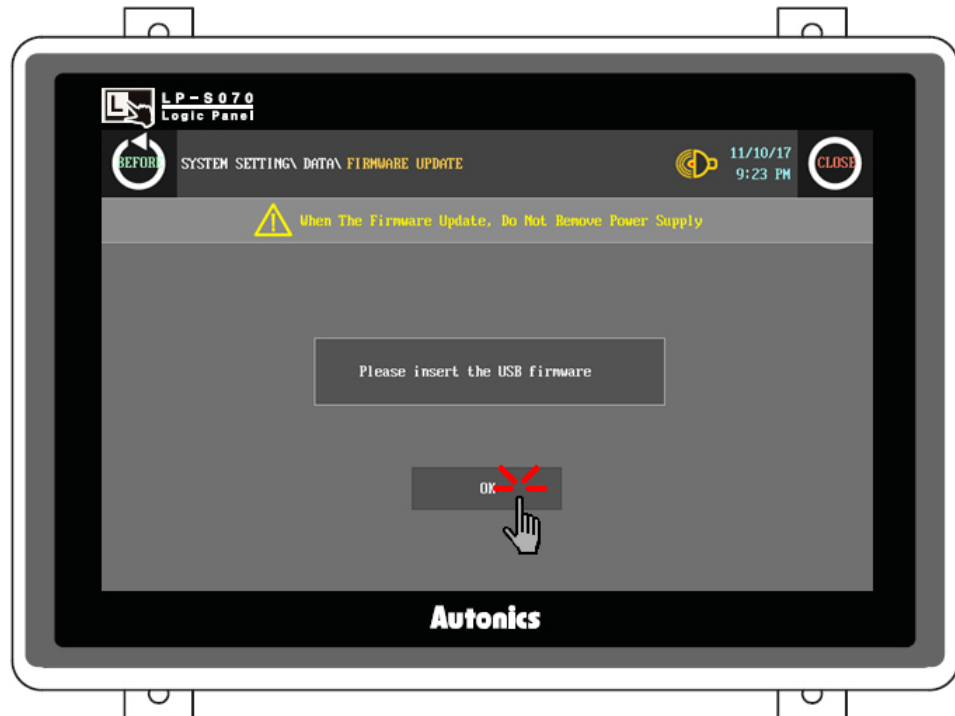 L
LP-S070
Logic Panel
BEFORE
SYSTEM SETTING\ DATA\ FIRMWARE UPDATE
11/10/17
9:23 PM
CLOSE
When The Firmware Update, Do Not Remove Power Supply
Please insert the USB firmware
OK
Autonics